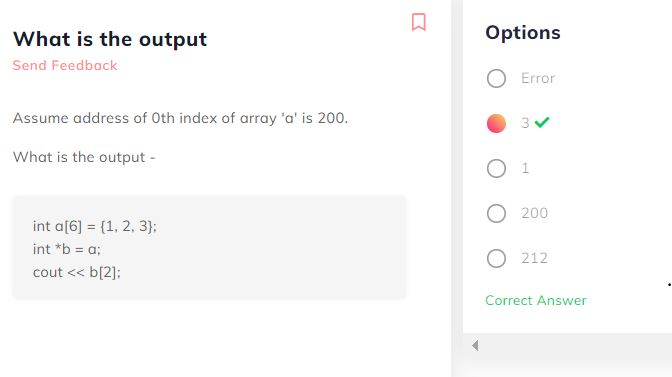 What is the output
Send Feedback
Assume address of 0th index of array 'a' is 200.
What is the output -
int a[6] = {1, 2, 3};
int *b = a;
cout << b[2];
Options
Error
3
1
200
212
Correct Answer